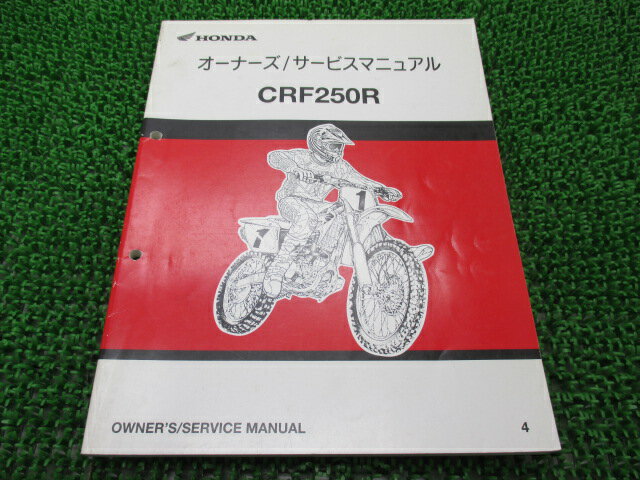 HONDA
オーナーズ/サービスマニュアル
CRF250R
1
1
OWNER'S/SERVICE MANUAL 4